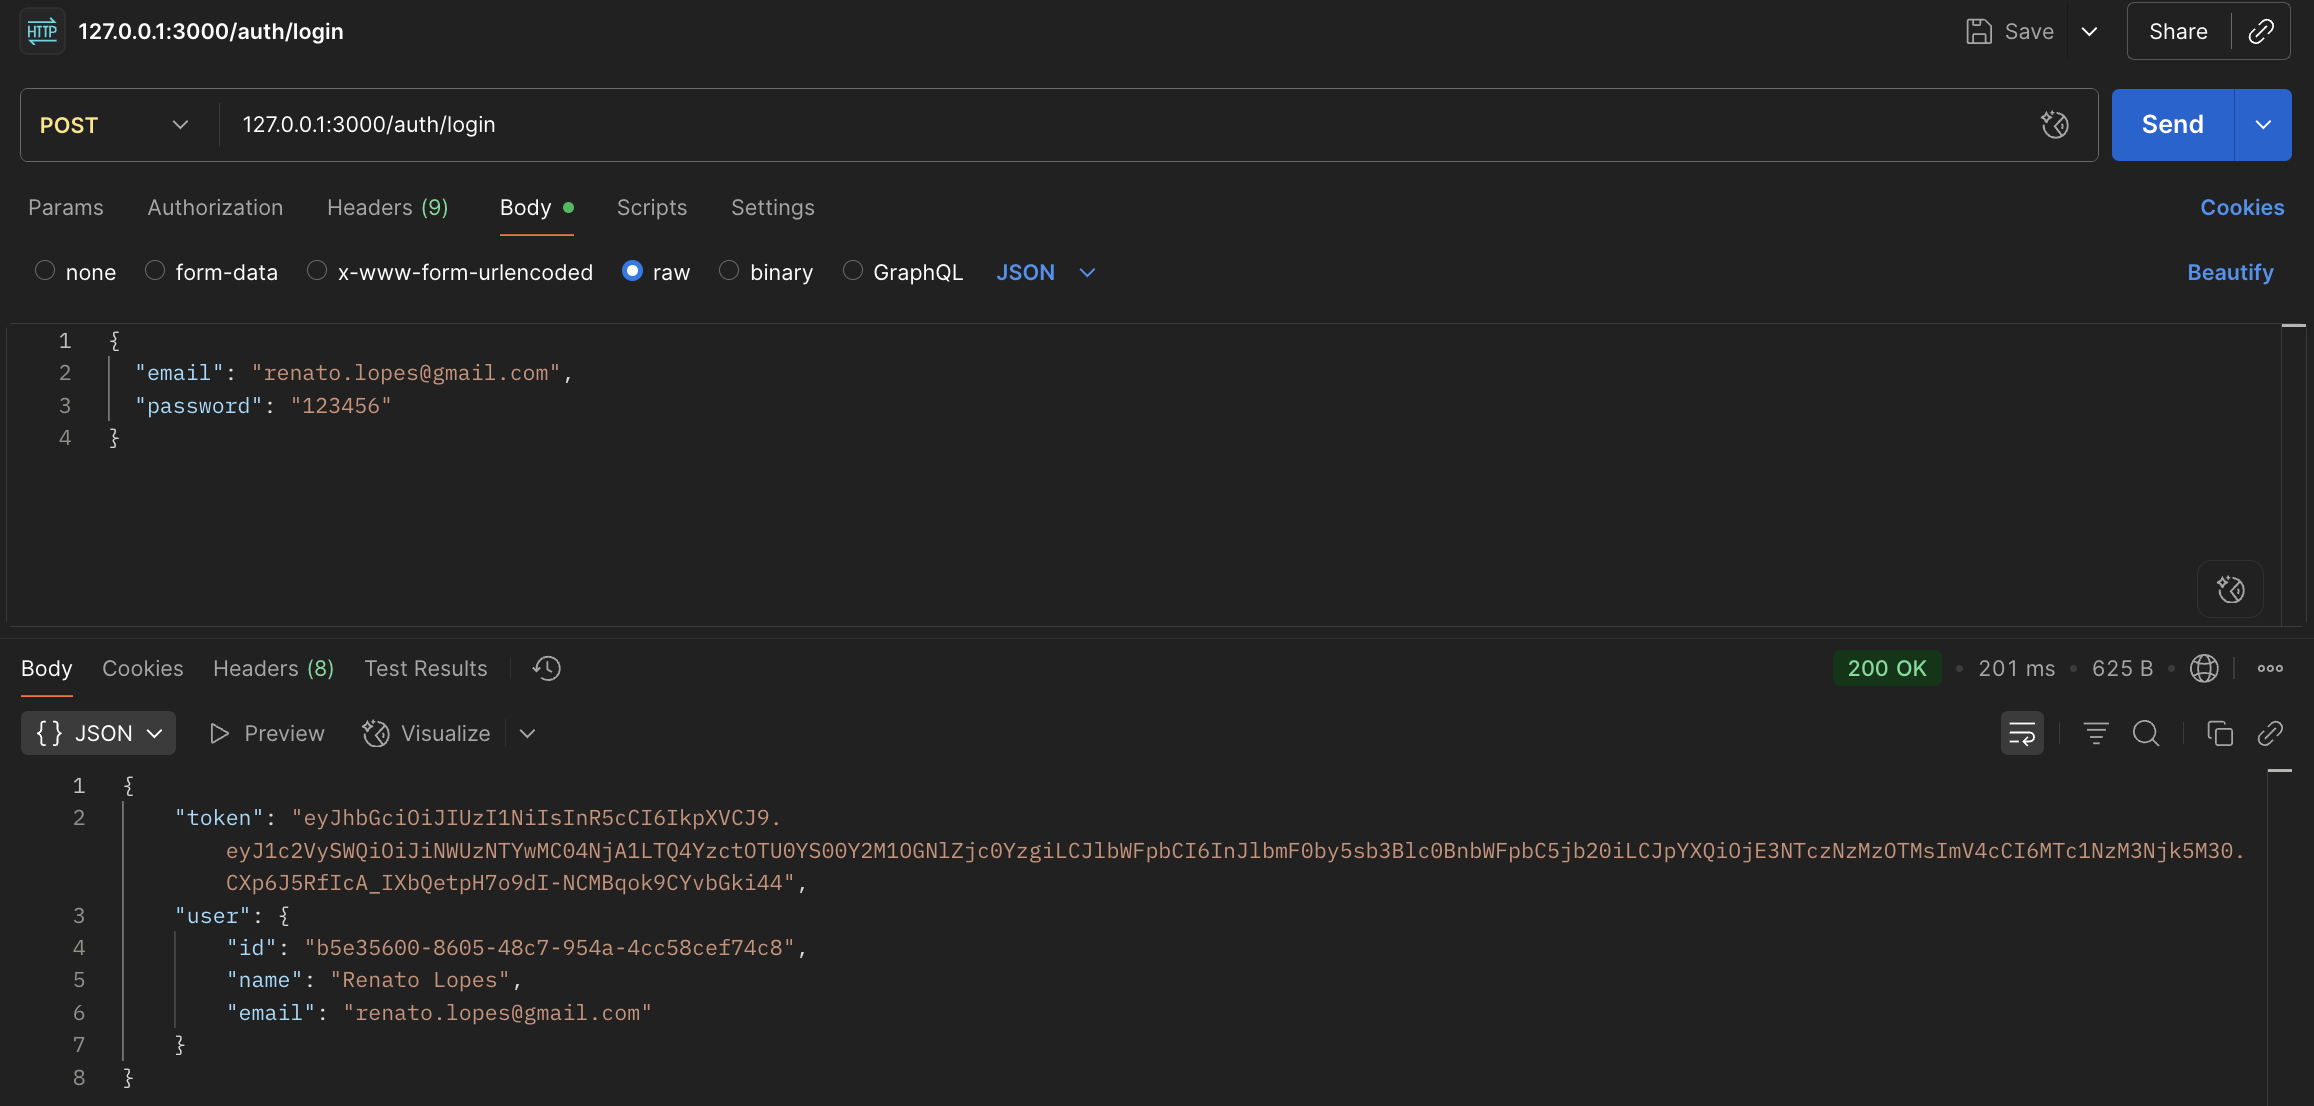 HTTP 127.0.0.1:3000/auth/login Save Share
POST 127.0.0.1:3000/auth/login Send
Params Authorization Headers (9) Body Scripts Settings Cookies
none form-data x-www-form-urlencoded raw binary GraphQL JSON Beautify
1 {
2 "email": "renato.lopes@gmail.com",
3 "password": "123456"
4 }
Body Cookies Headers (8) Test Results 200 OK • 201 ms • 625 B •
{} JSON Preview Visualize
1 {
2 "token": "eyJhbGciOiJIUzI1NiIsInR5cCI6IkpXVCJ9.
eyJ1c2VySWQiOiJiNWUzNTYwMC04NjA1LTQ4YzctOTU0YS00Y2M1OGNlZjc0YzgiLCJlbWFpbCI6InJlbmF0by5sb3Blc0BnbWFpbC5jb20iLCJpYXQiOjE3NTczNzMzOTMsImV4cCI6MTc1NzM3Njk5M30.
CXp6J5RfIcA_IXbQetpH7o9dI-NCMBqok9CYvbGki44",
3 "user": {
4 "id": "b5e35600-8605-48c7-954a-4cc58cef74c8",
5 "name": "Renato Lopes",
6 "email": "renato.lopes@gmail.com"
7 }
8 }